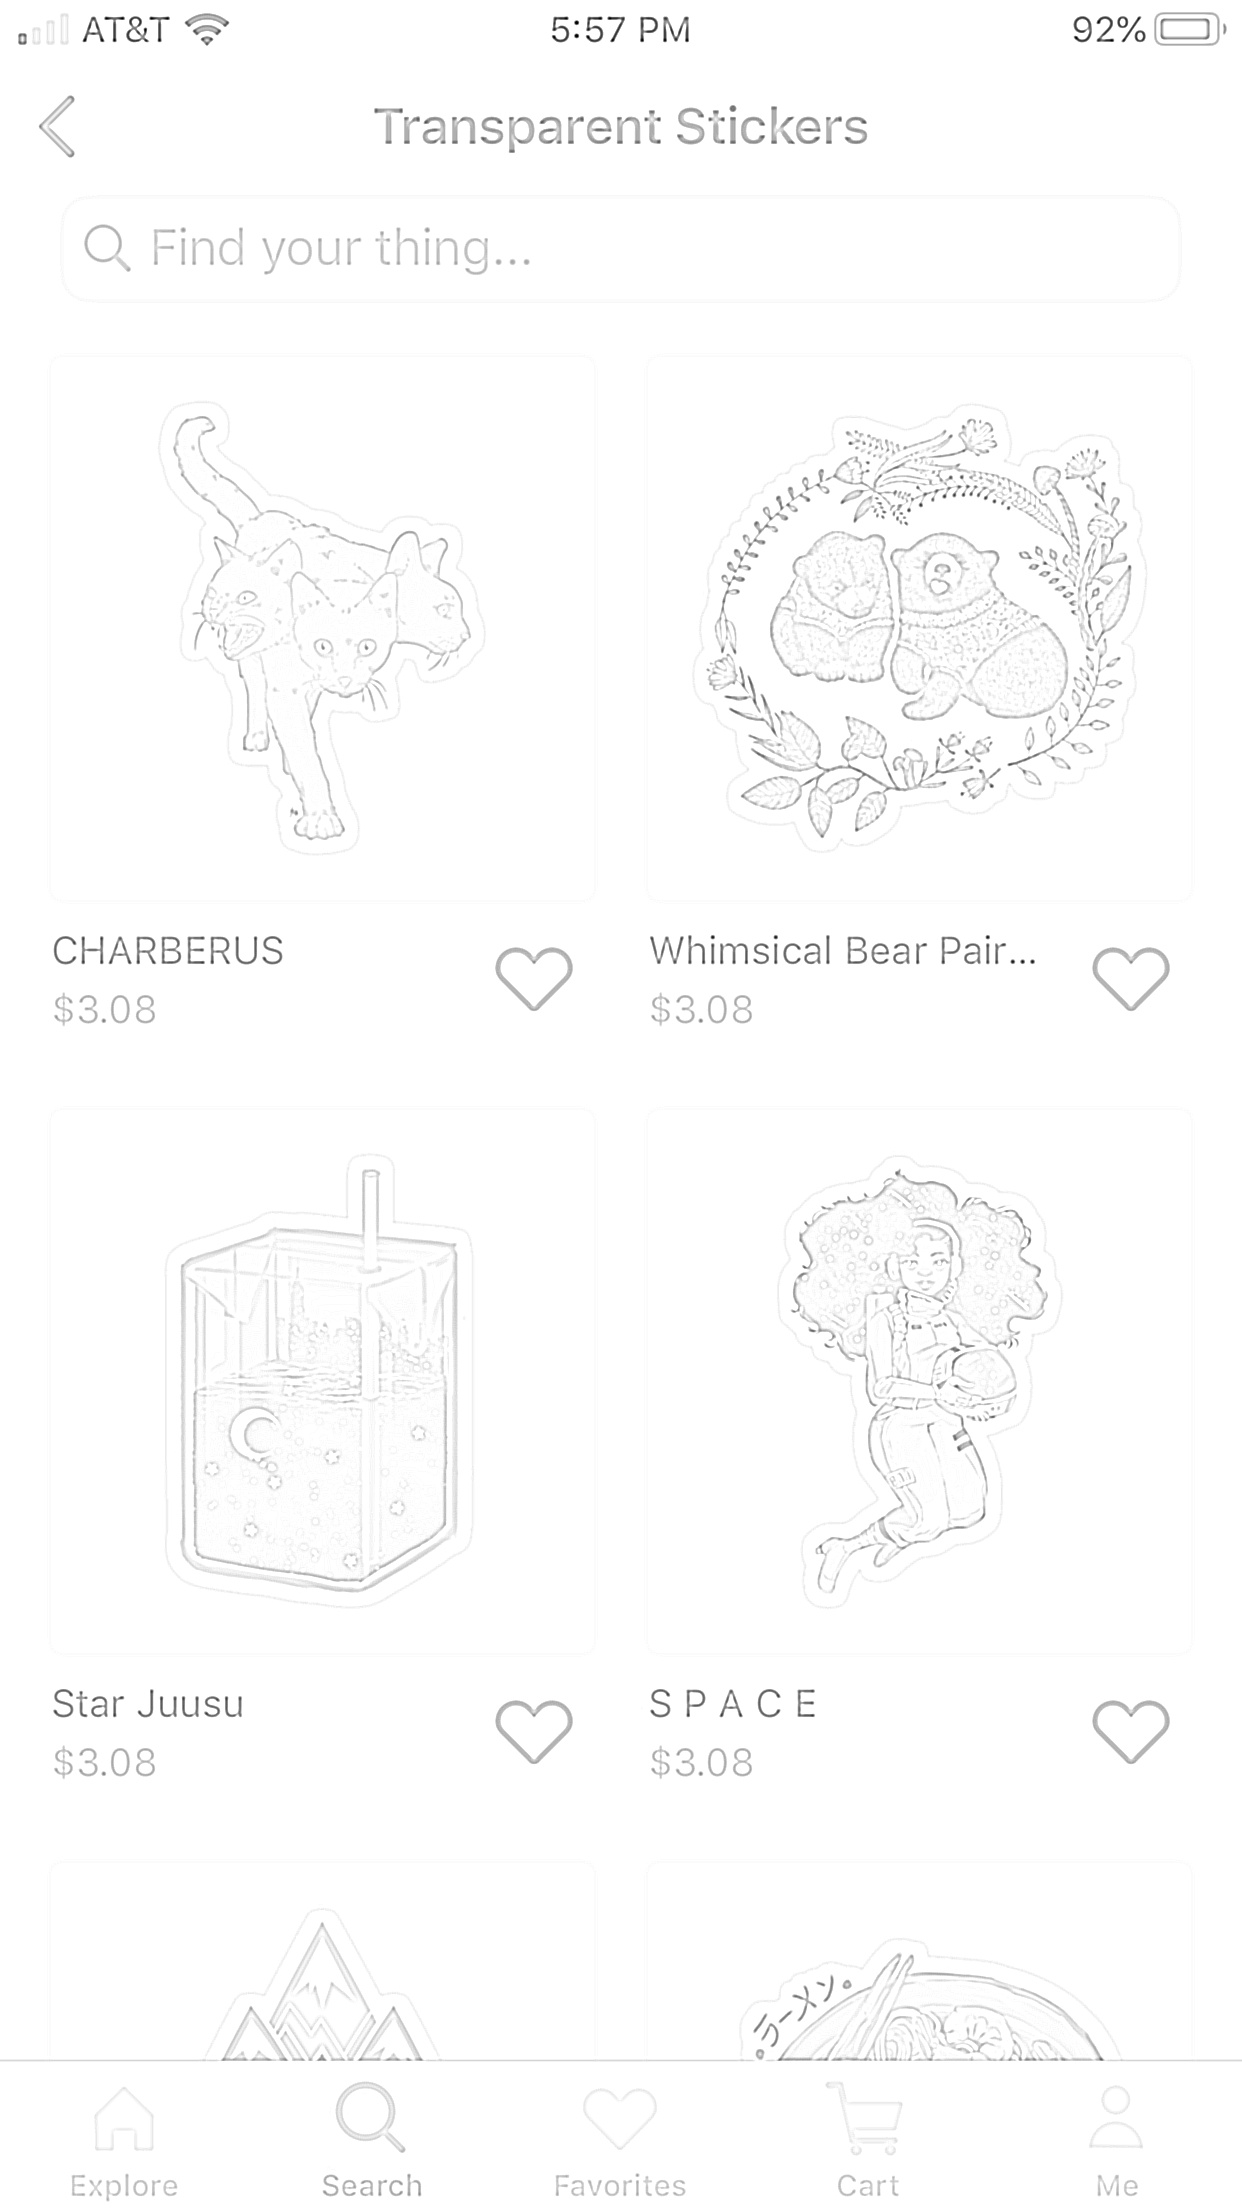 AT&T 5:57 PM 92%
Transparent Stickers
Find your thing...
CHARBERUS
$3.08
Whimsical Bear Pair...
$3.08
Star Juusu
$3.08
S P A C E
$3.08
ラーメン
Explore Search Favorites Cart Me